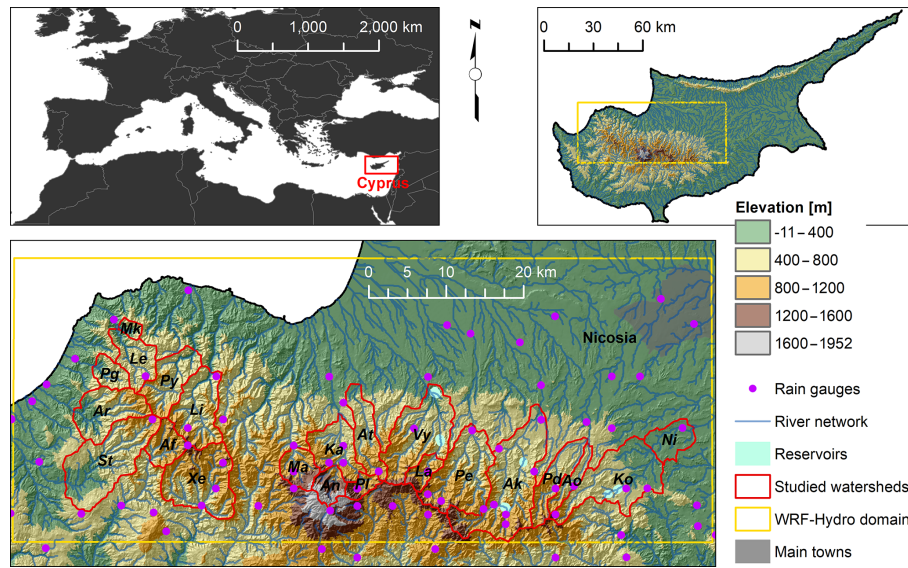 0 1,000 2,000 km
Cyprus
N
0 30 60 km
Elevation [m]
-11 – 400
400 – 800
800 – 1200
1200 – 1600
1600 – 1952
0 5 10 20 km
Nicosia
Mk
Le
Pg
Py
Ar
Li
Af
St
Xe
At
Vy
Ka
Ma
An
Pl
La
Pe
Ak
Pd
Ao
Ko
Ni
Rain gauges
River network
Reservoirs
Studied watersheds
WRF-Hydro domain
Main towns